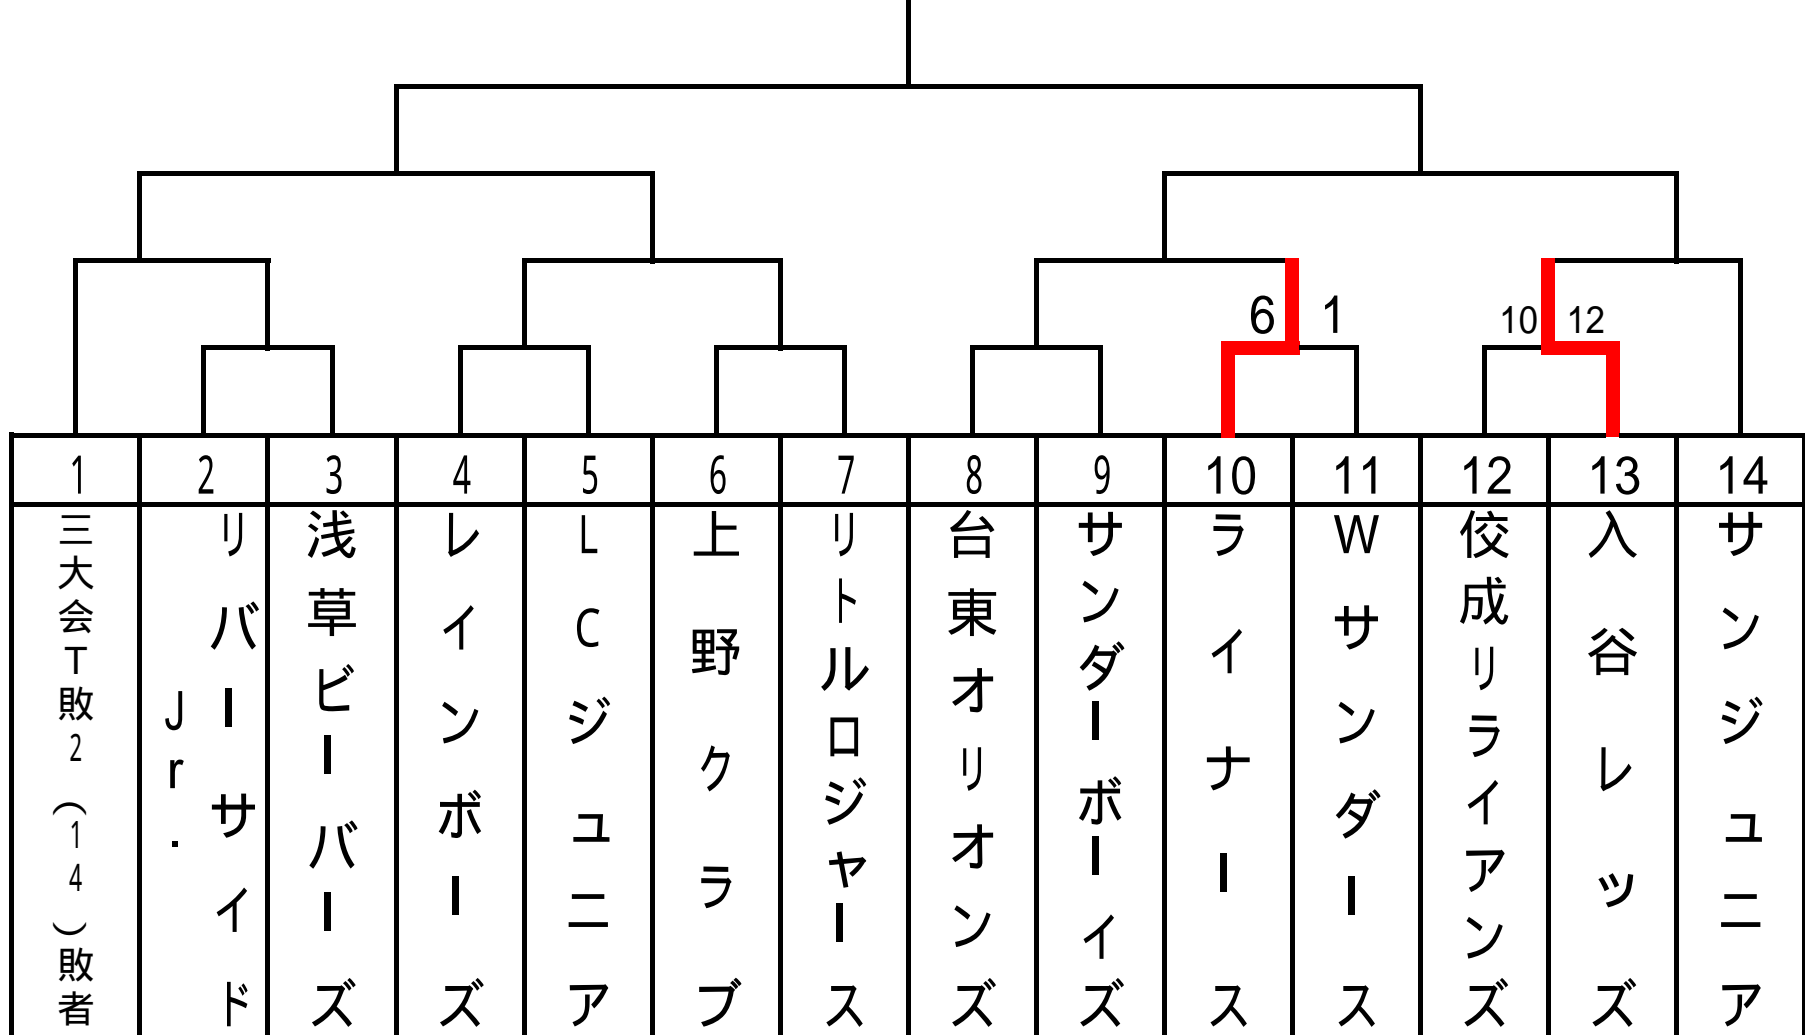 6 1 10 12
1 2 3 4 5 6 7 8 9 10 11 12 13 14
三大会T敗2(14)敗者
リバーサイド
Jr.
浅草ビーバーズ
レインボーズ
LCジュニア
上野クラブ
リトルロジャース
台東オリオンズ
サンダーボーイズ
ライナース
Wサンダース
佼成リライアンズ
入谷レッズ
サンジュニア